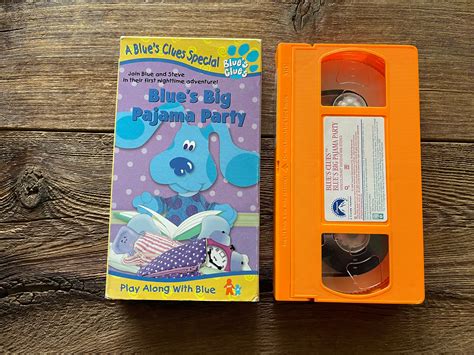 A Blue's Clues Special
Blue's Clues
Join Blue and Steve
in their first nighttime adventure!
Blue's Big
Pajama Party
Play Along With Blue
BLUE'S CLUES™
BLUE'S BIG PAJAMA PARTY